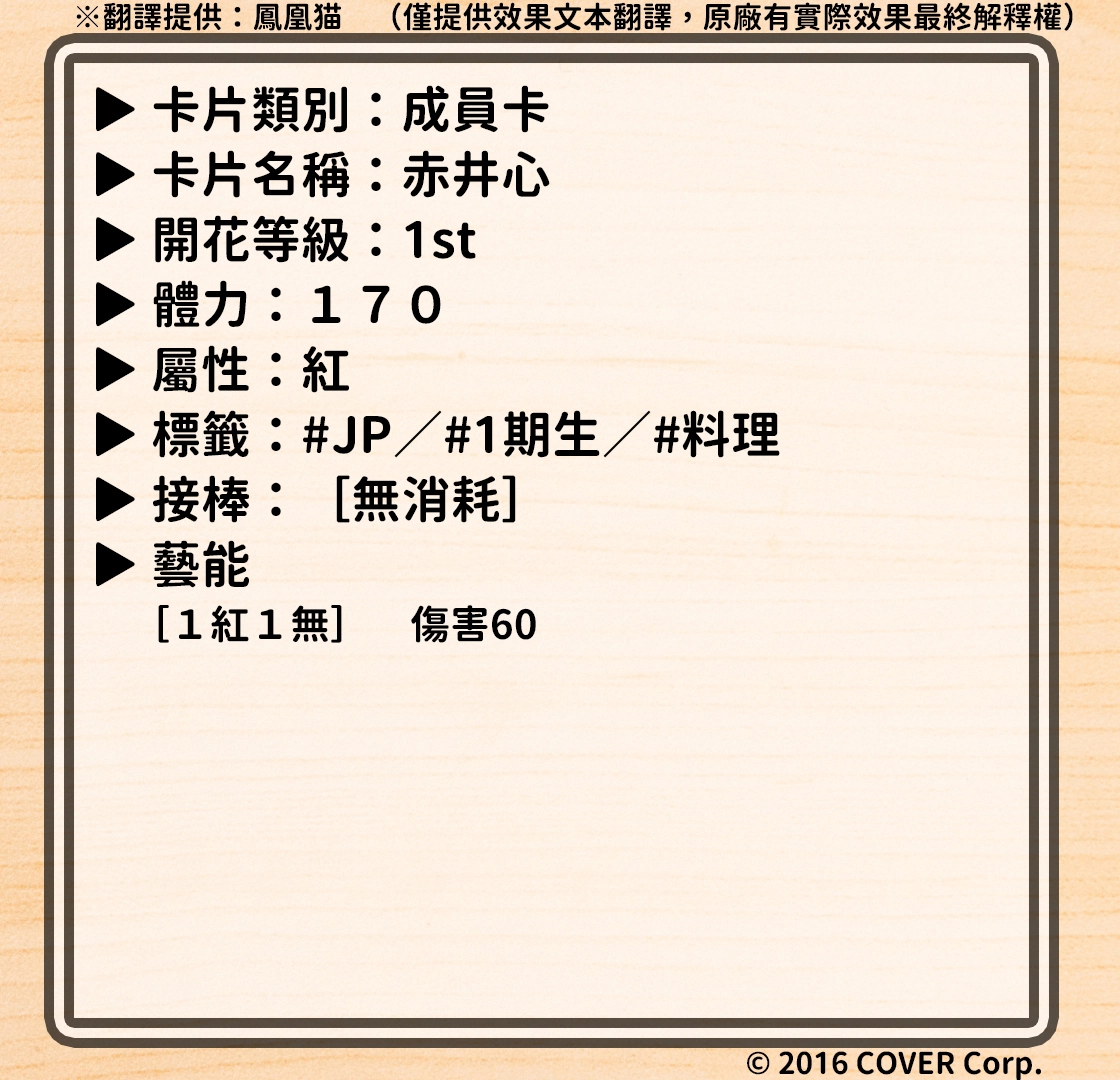 ※翻譯提供：鳳凰猫　（僅提供效果文本翻譯，原廠有實際效果最終解釋權）
▶ 卡片類別：成員卡
▶ 卡片名稱：赤井心
▶ 開花等級：1st
▶ 體力：１７０
▶ 屬性：紅
▶ 標籤：#JP／#1期生／#料理
▶ 接棒：［無消耗］
▶ 藝能
［１紅１無］　傷害60
© 2016 COVER Corp.